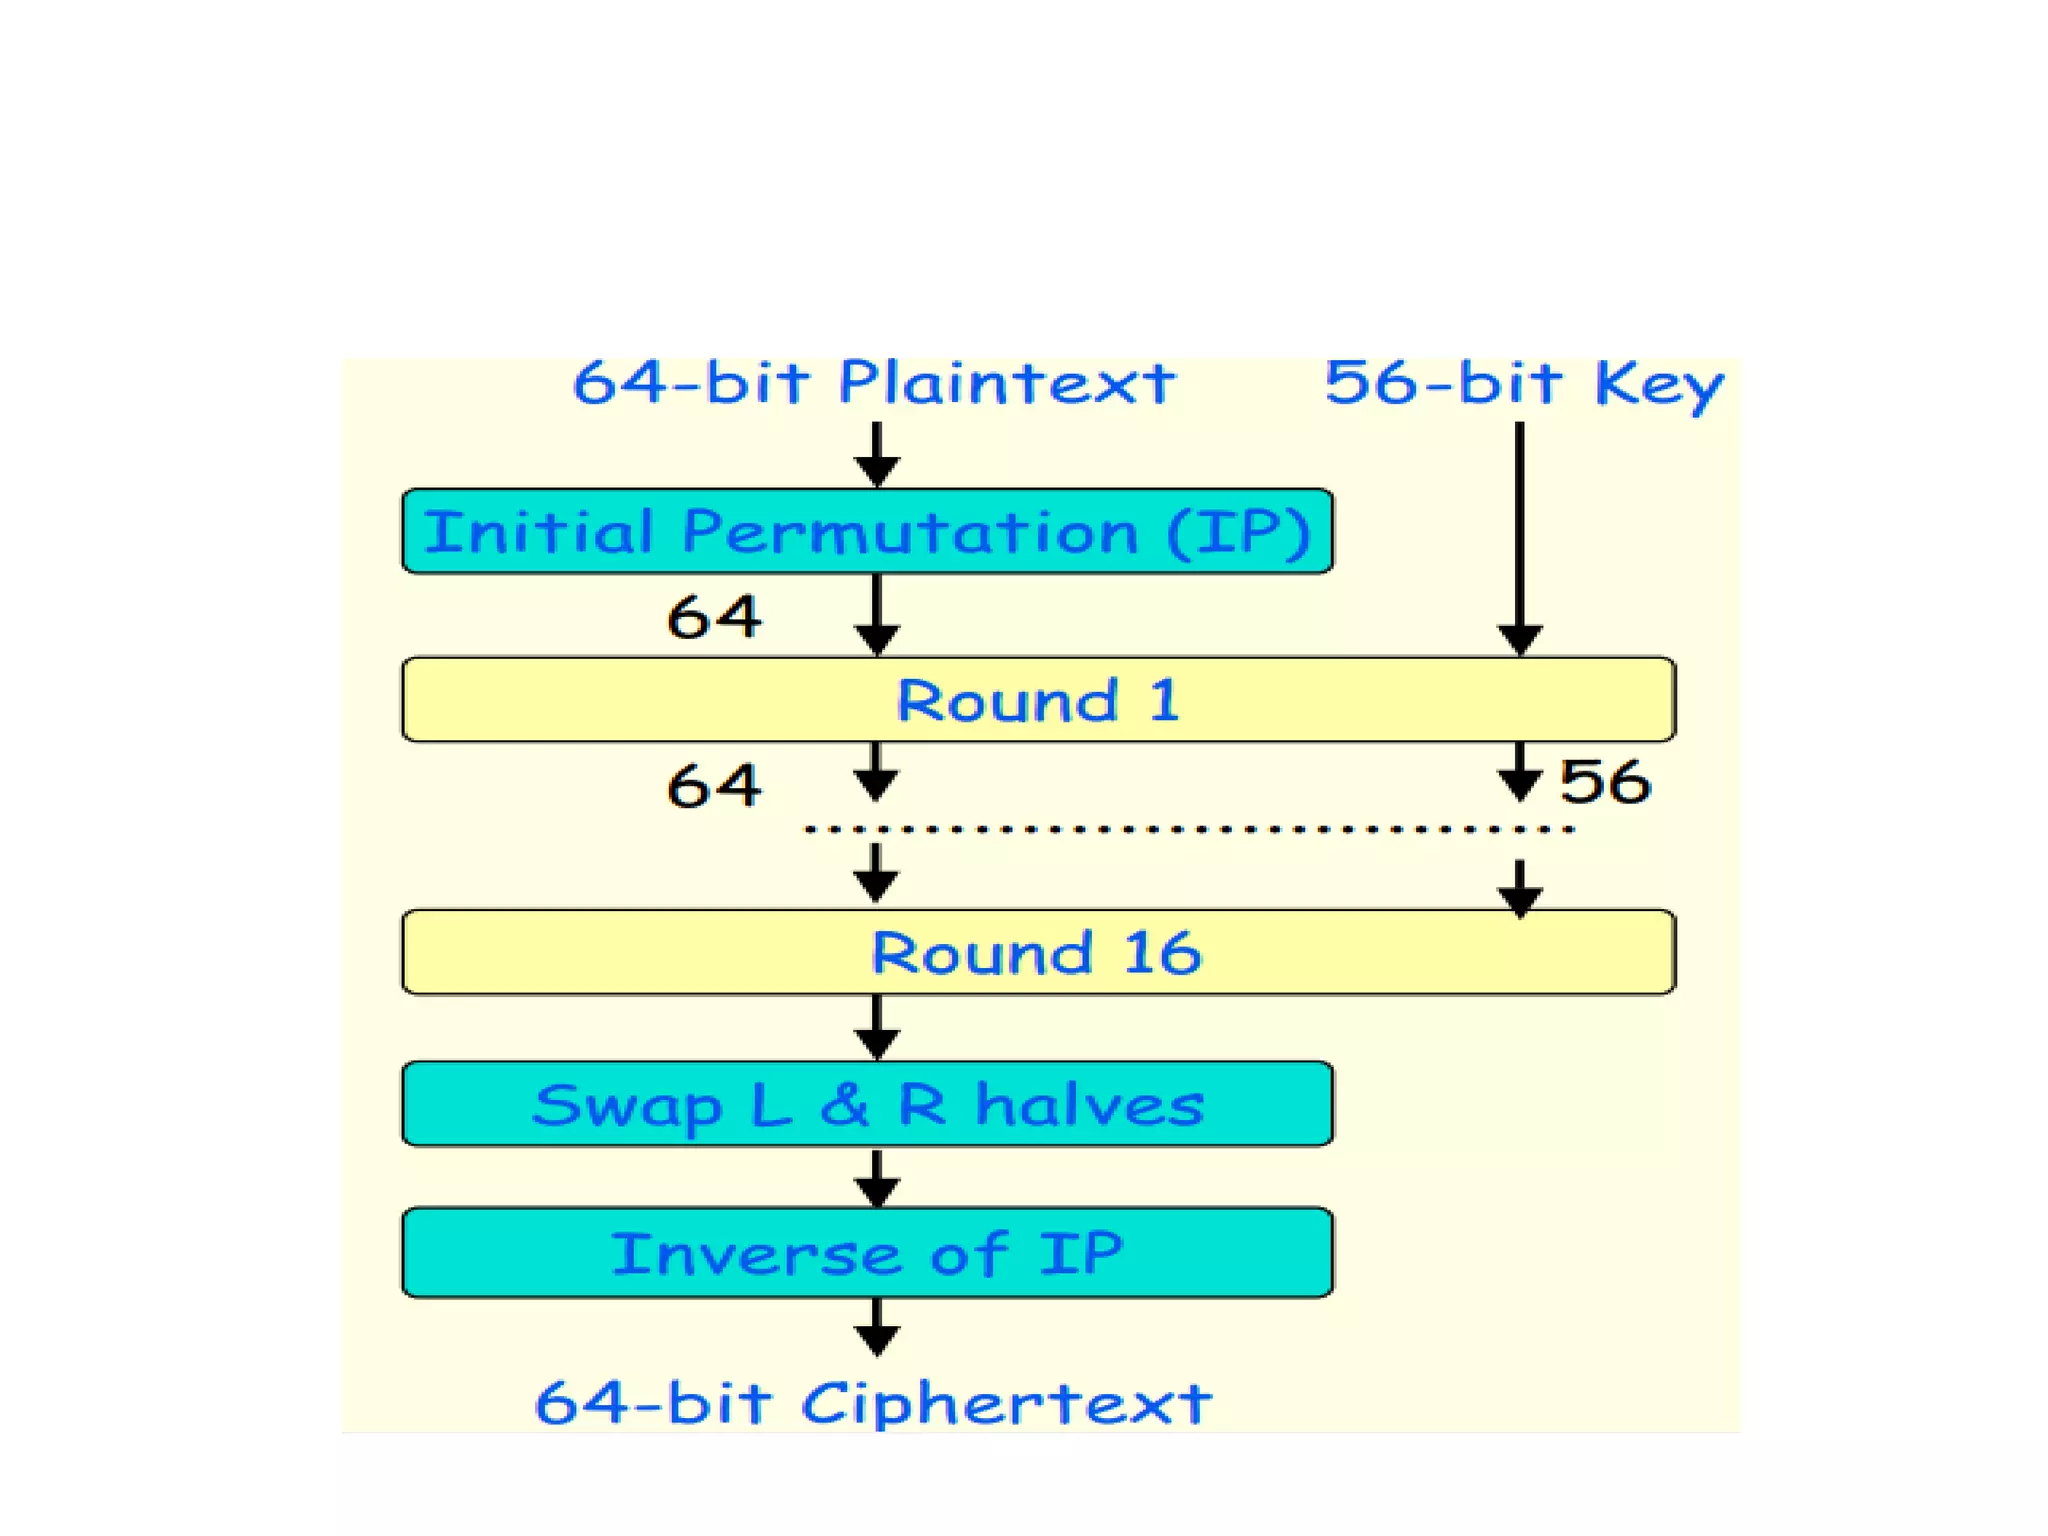 64-bit Plaintext 56-bit Key
Initial Permutation (IP)
64
Round 1
64 56
Round 16
Swap L & R halves
Inverse of IP
64-bit Ciphertext